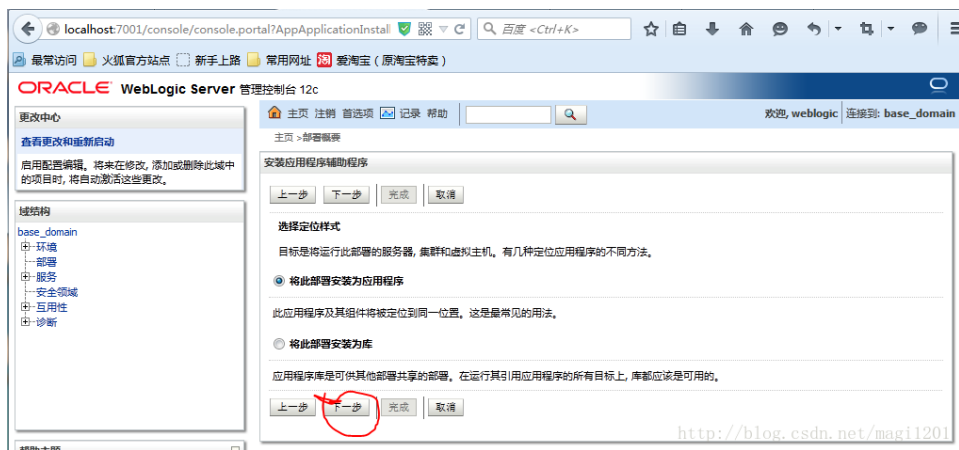 localhost:7001/console/console.portal?AppApplicationInstall
百度 <Ctrl+K>
最常访问 火狐官方站点 新手上路 常用网址 淘 爱淘宝（原淘宝特卖）
ORACLE WebLogic Server 管理控制台 12c
更改中心
查看更改和重新启动
启用配置编辑。将来在修改, 添加或删除此域中
的项目时, 将自动激活这些更改。
域结构
base_domain
环境
部署
服务
安全领域
互用性
诊断
主页 注销 首选项 记录 帮助
欢迎, weblogic 连接到: base_domain
主页 >部署概要
安装应用程序辅助程序
上一步 下一步 完成 取消
选择定位样式
目标是将运行此部署的服务器, 集群和虚拟主机。有几种定位应用程序的不同方法。
将此部署安装为应用程序
此应用程序及其组件将被定位到同一位置。这是最常见的用法。
将此部署安装为库
应用程序库是可供其他部署共享的部署。在运行其引用应用程序的所有目标上, 库都应该是可用的。
上一步 下一步 完成 取消
http://blog.csdn.net/magi1201